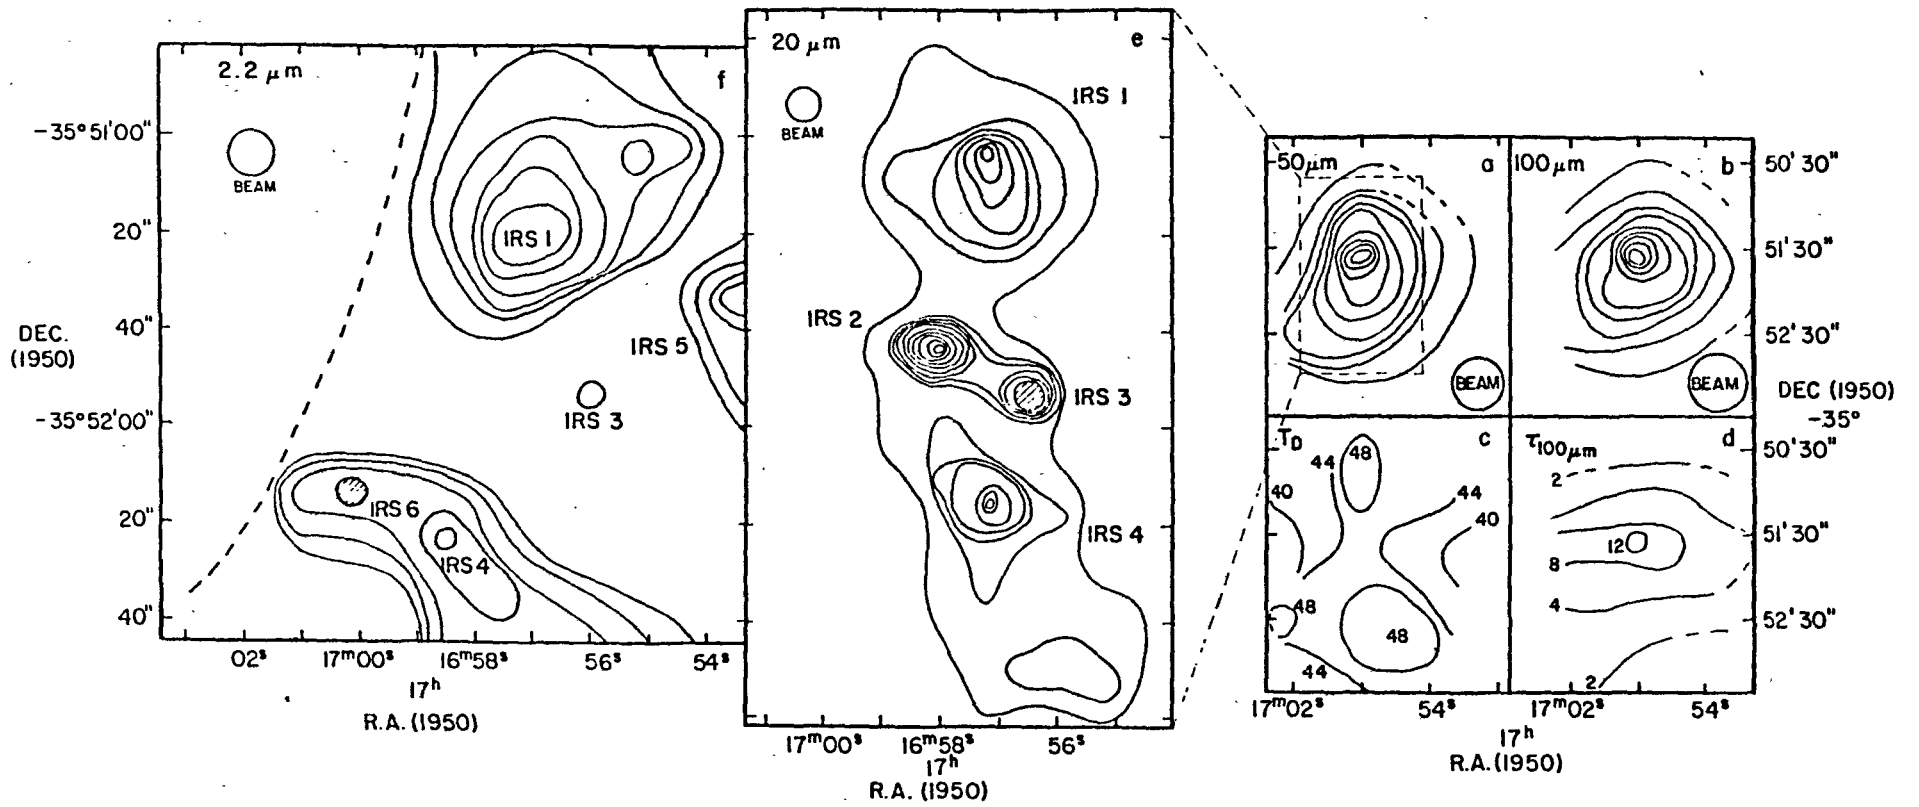 2.2 μm
f
BEAM
IRS 1
IRS 5
IRS 3
IRS 6
IRS 4
-35°51'00"
20"
40"
DEC.
(1950)
-35°52'00"
20"
40"
02ˢ 17ᵐ00ˢ 16ᵐ58ˢ 56ˢ 54ˢ
17ʰ
R.A. (1950)
20 μm
e
BEAM
IRS 1
IRS 2
IRS 3
IRS 4
17ᵐ00ˢ 16ᵐ58ˢ 56ˢ
17ʰ
R.A. (1950)
50μm
a
BEAM
100μm
b
BEAM
50'30"
51'30"
52'30"
DEC (1950)
-35°
T_D
c
44
48
40
44
40
48
48
44
τ100μm
d
2
12
8
4
2
50'30"
51'30"
52'30"
17ᵐ02ˢ 54ˢ 17ᵐ02ˢ 54ˢ
17ʰ
R.A. (1950)